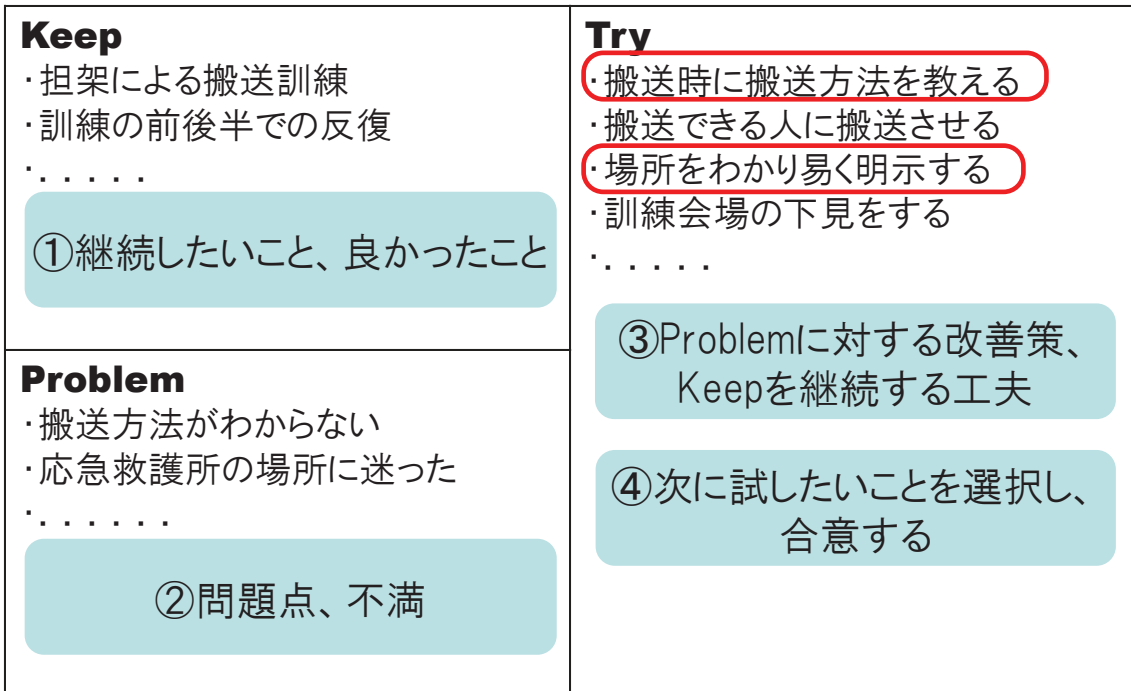 Keep
・担架による搬送訓練
・訓練の前後半での反復
・．．．．．
①継続したいこと、良かったこと
Problem
・搬送方法がわからない
・応急救護所の場所に迷った
・．．．．．．
②問題点、不満
Try
・搬送時に搬送方法を教える
・搬送できる人に搬送させる
・場所をわかり易く明示する
・訓練会場の下見をする
・．．．．．
③Problemに対する改善策、
Keepを継続する工夫
④次に試したいことを選択し、
合意する